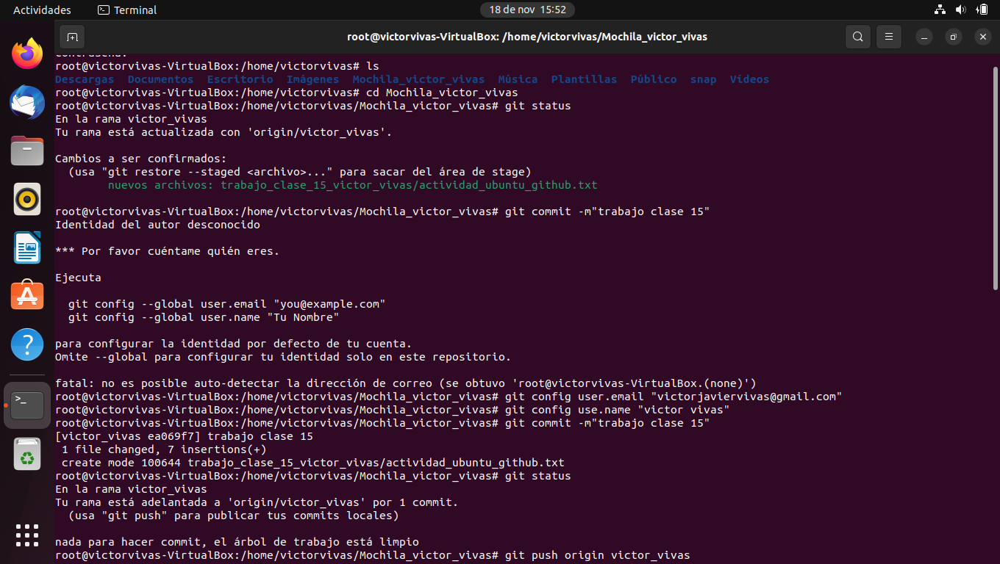 Actividades
Terminal
18 de nov 15:52
root@victorvivas-VirtualBox: /home/victorvivas/Mochila_victor_vivas
contraseña:
root@victorvivas-VirtualBox:/home/victorvivas# ls
Descargas Documentos Escritorio Imágenes Mochila_victor_vivas Música Plantillas Público snap Vídeos
root@victorvivas-VirtualBox:/home/victorvivas# cd Mochila_victor_vivas
root@victorvivas-VirtualBox:/home/victorvivas/Mochila_victor_vivas# git status
En la rama victor_vivas
Tu rama está actualizada con 'origin/victor_vivas'.
Cambios a ser confirmados:
(usa "git restore --staged <archivo>..." para sacar del área de stage)
nuevos archivos: trabajo_clase_15_victor_vivas/actividad_ubuntu_github.txt
root@victorvivas-VirtualBox:/home/victorvivas/Mochila_victor_vivas# git commit -m"trabajo clase 15"
Identidad del autor desconocido
*** Por favor cuéntame quién eres.
Ejecuta
git config --global user.email "you@example.com"
git config --global user.name "Tu Nombre"
para configurar la identidad por defecto de tu cuenta.
Omite --global para configurar tu identidad solo en este repositorio.
fatal: no es posible auto-detectar la dirección de correo (se obtuvo 'root@victorvivas-VirtualBox.(none)')
root@victorvivas-VirtualBox:/home/victorvivas/Mochila_victor_vivas# git config user.email "victorjaviervivas@gmail.com"
root@victorvivas-VirtualBox:/home/victorvivas/Mochila_victor_vivas# git config use.name "victor vivas"
root@victorvivas-VirtualBox:/home/victorvivas/Mochila_victor_vivas# git commit -m"trabajo clase 15"
[victor_vivas ea069f7] trabajo clase 15
1 file changed, 7 insertions(+)
create mode 100644 trabajo_clase_15_victor_vivas/actividad_ubuntu_github.txt
root@victorvivas-VirtualBox:/home/victorvivas/Mochila_victor_vivas# git status
En la rama victor_vivas
Tu rama está adelantada a 'origin/victor_vivas' por 1 commit.
(usa "git push" para publicar tus commits locales)
nada para hacer commit, el árbol de trabajo está limpio
root@victorvivas-VirtualBox:/home/victorvivas/Mochila_victor_vivas# git push origin victor_vivas